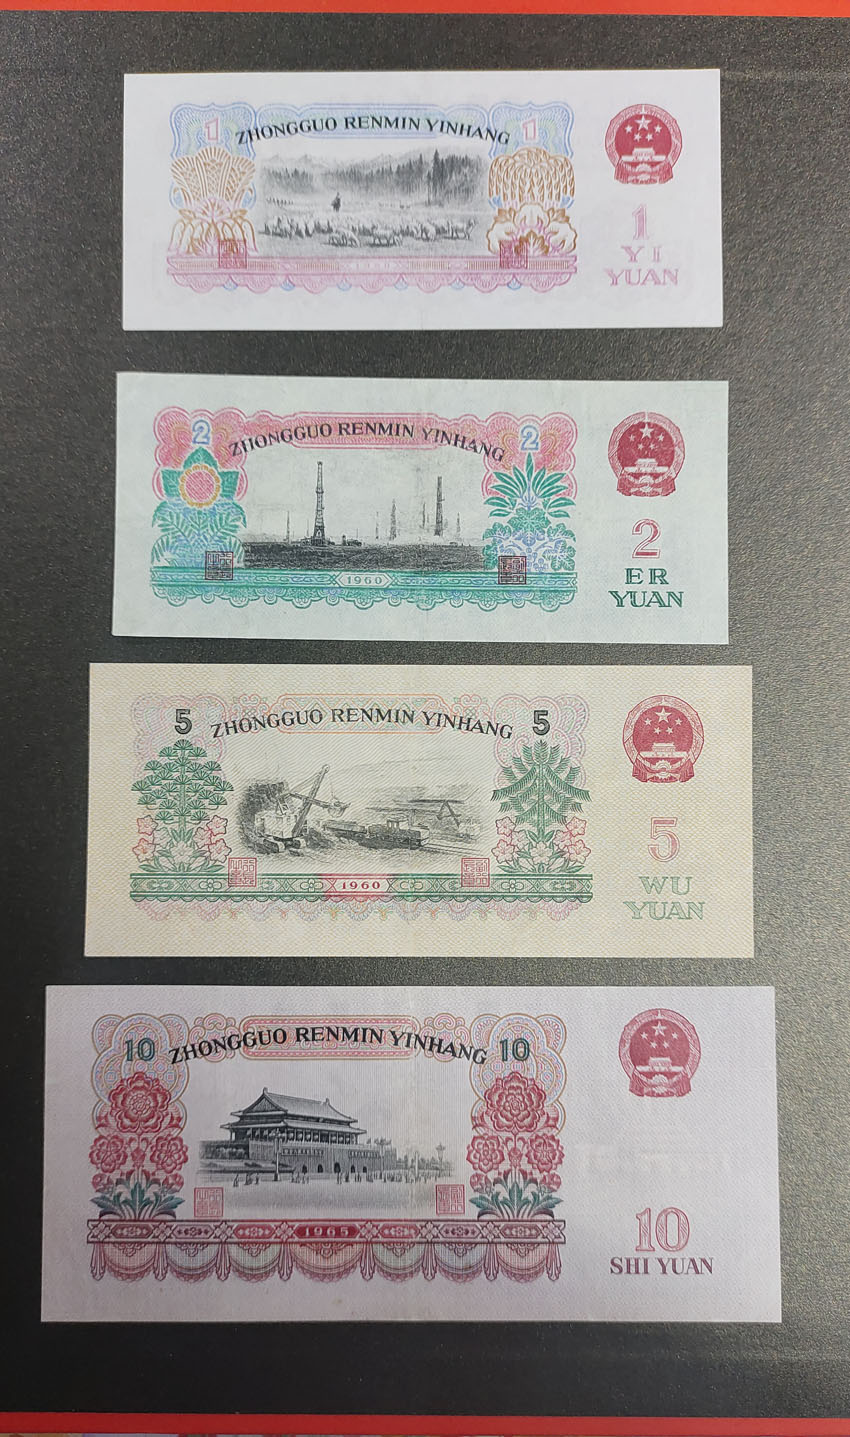 1 ZHONGGUO RENMIN YINHANG 1
1960
1
YI
YUAN
2 ZHONGGUO RENMIN YINHANG 2
1960
2
ER
YUAN
5 ZHONGGUO RENMIN YINHANG 5
1960
5
WU
YUAN
10 ZHONGGUO RENMIN YINHANG 10
1965
10
SHI YUAN